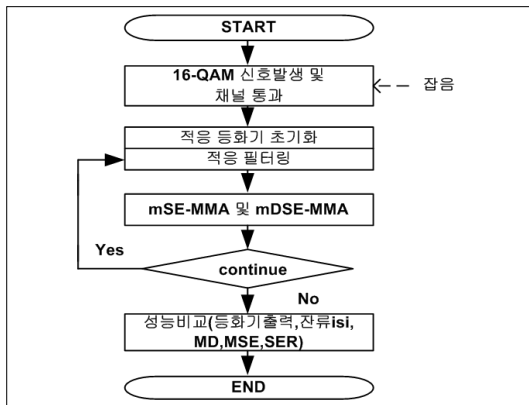 START
16-QAM 신호발생 및
채널 통과
잡음
적응 등화기 초기화
적응 필터링
mSE-MMA 및 mDSE-MMA
Yes
continue
No
성능비교(등화기출력,잔류isi,
MD,MSE,SER)
END